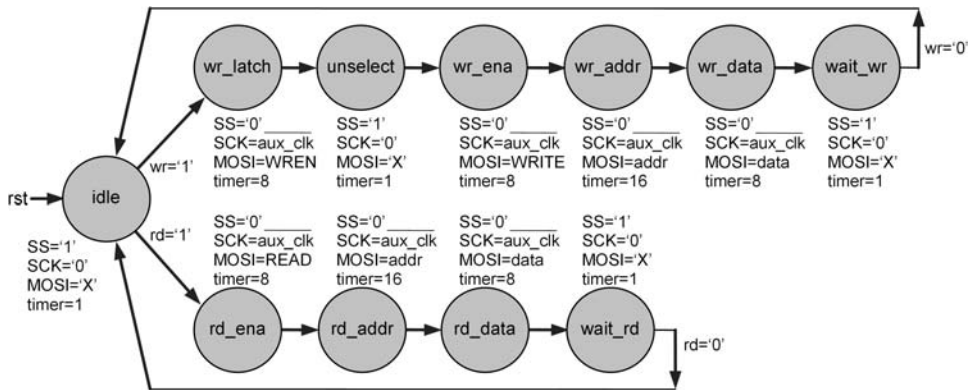 wr='0'
wr_latch
unselect
wr_ena
wr_addr
wr_data
wait_wr
SS='0'
SCK=aux_clk
MOSI=WREN
timer=8
SS='1'
SCK='0'
MOSI='X'
timer=1
SS='0'
SCK=aux_clk
MOSI=WRITE
timer=8
SS='0'
SCK=aux_clk
MOSI=addr
timer=16
SS='0'
SCK=aux_clk
MOSI=data
timer=8
SS='1'
SCK='0'
MOSI='X'
timer=1
wr='1'
rst
idle
rd='1'
SS='1'
SCK='0'
MOSI='X'
timer=1
SS='0'
SCK=aux_clk
MOSI=READ
timer=8
SS='0'
SCK=aux_clk
MOSI=addr
timer=16
SS='0'
SCK=aux_clk
MOSI=data
timer=8
SS='1'
SCK='0'
MOSI='X'
timer=1
rd_ena
rd_addr
rd_data
wait_rd
rd='0'